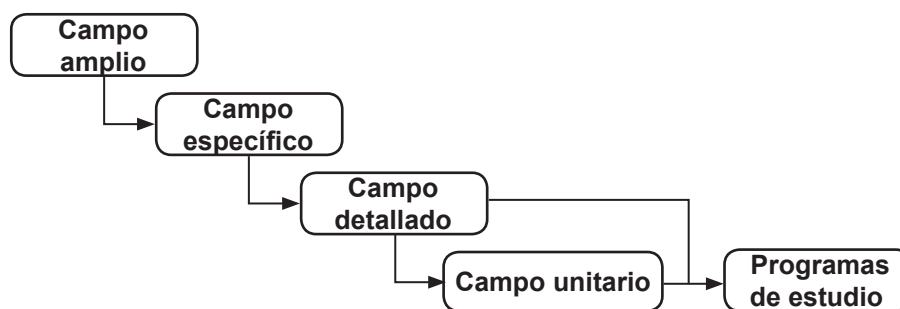 Campo
amplio
Campo
específico
Campo
detallado
Campo unitario
Programas
de estudio